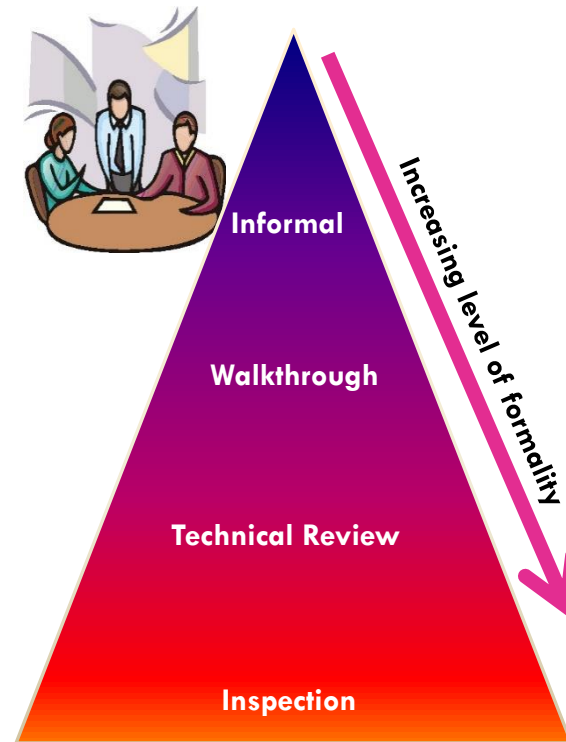 Informal
Walkthrough
Technical Review
Inspection
Increasing level of formality